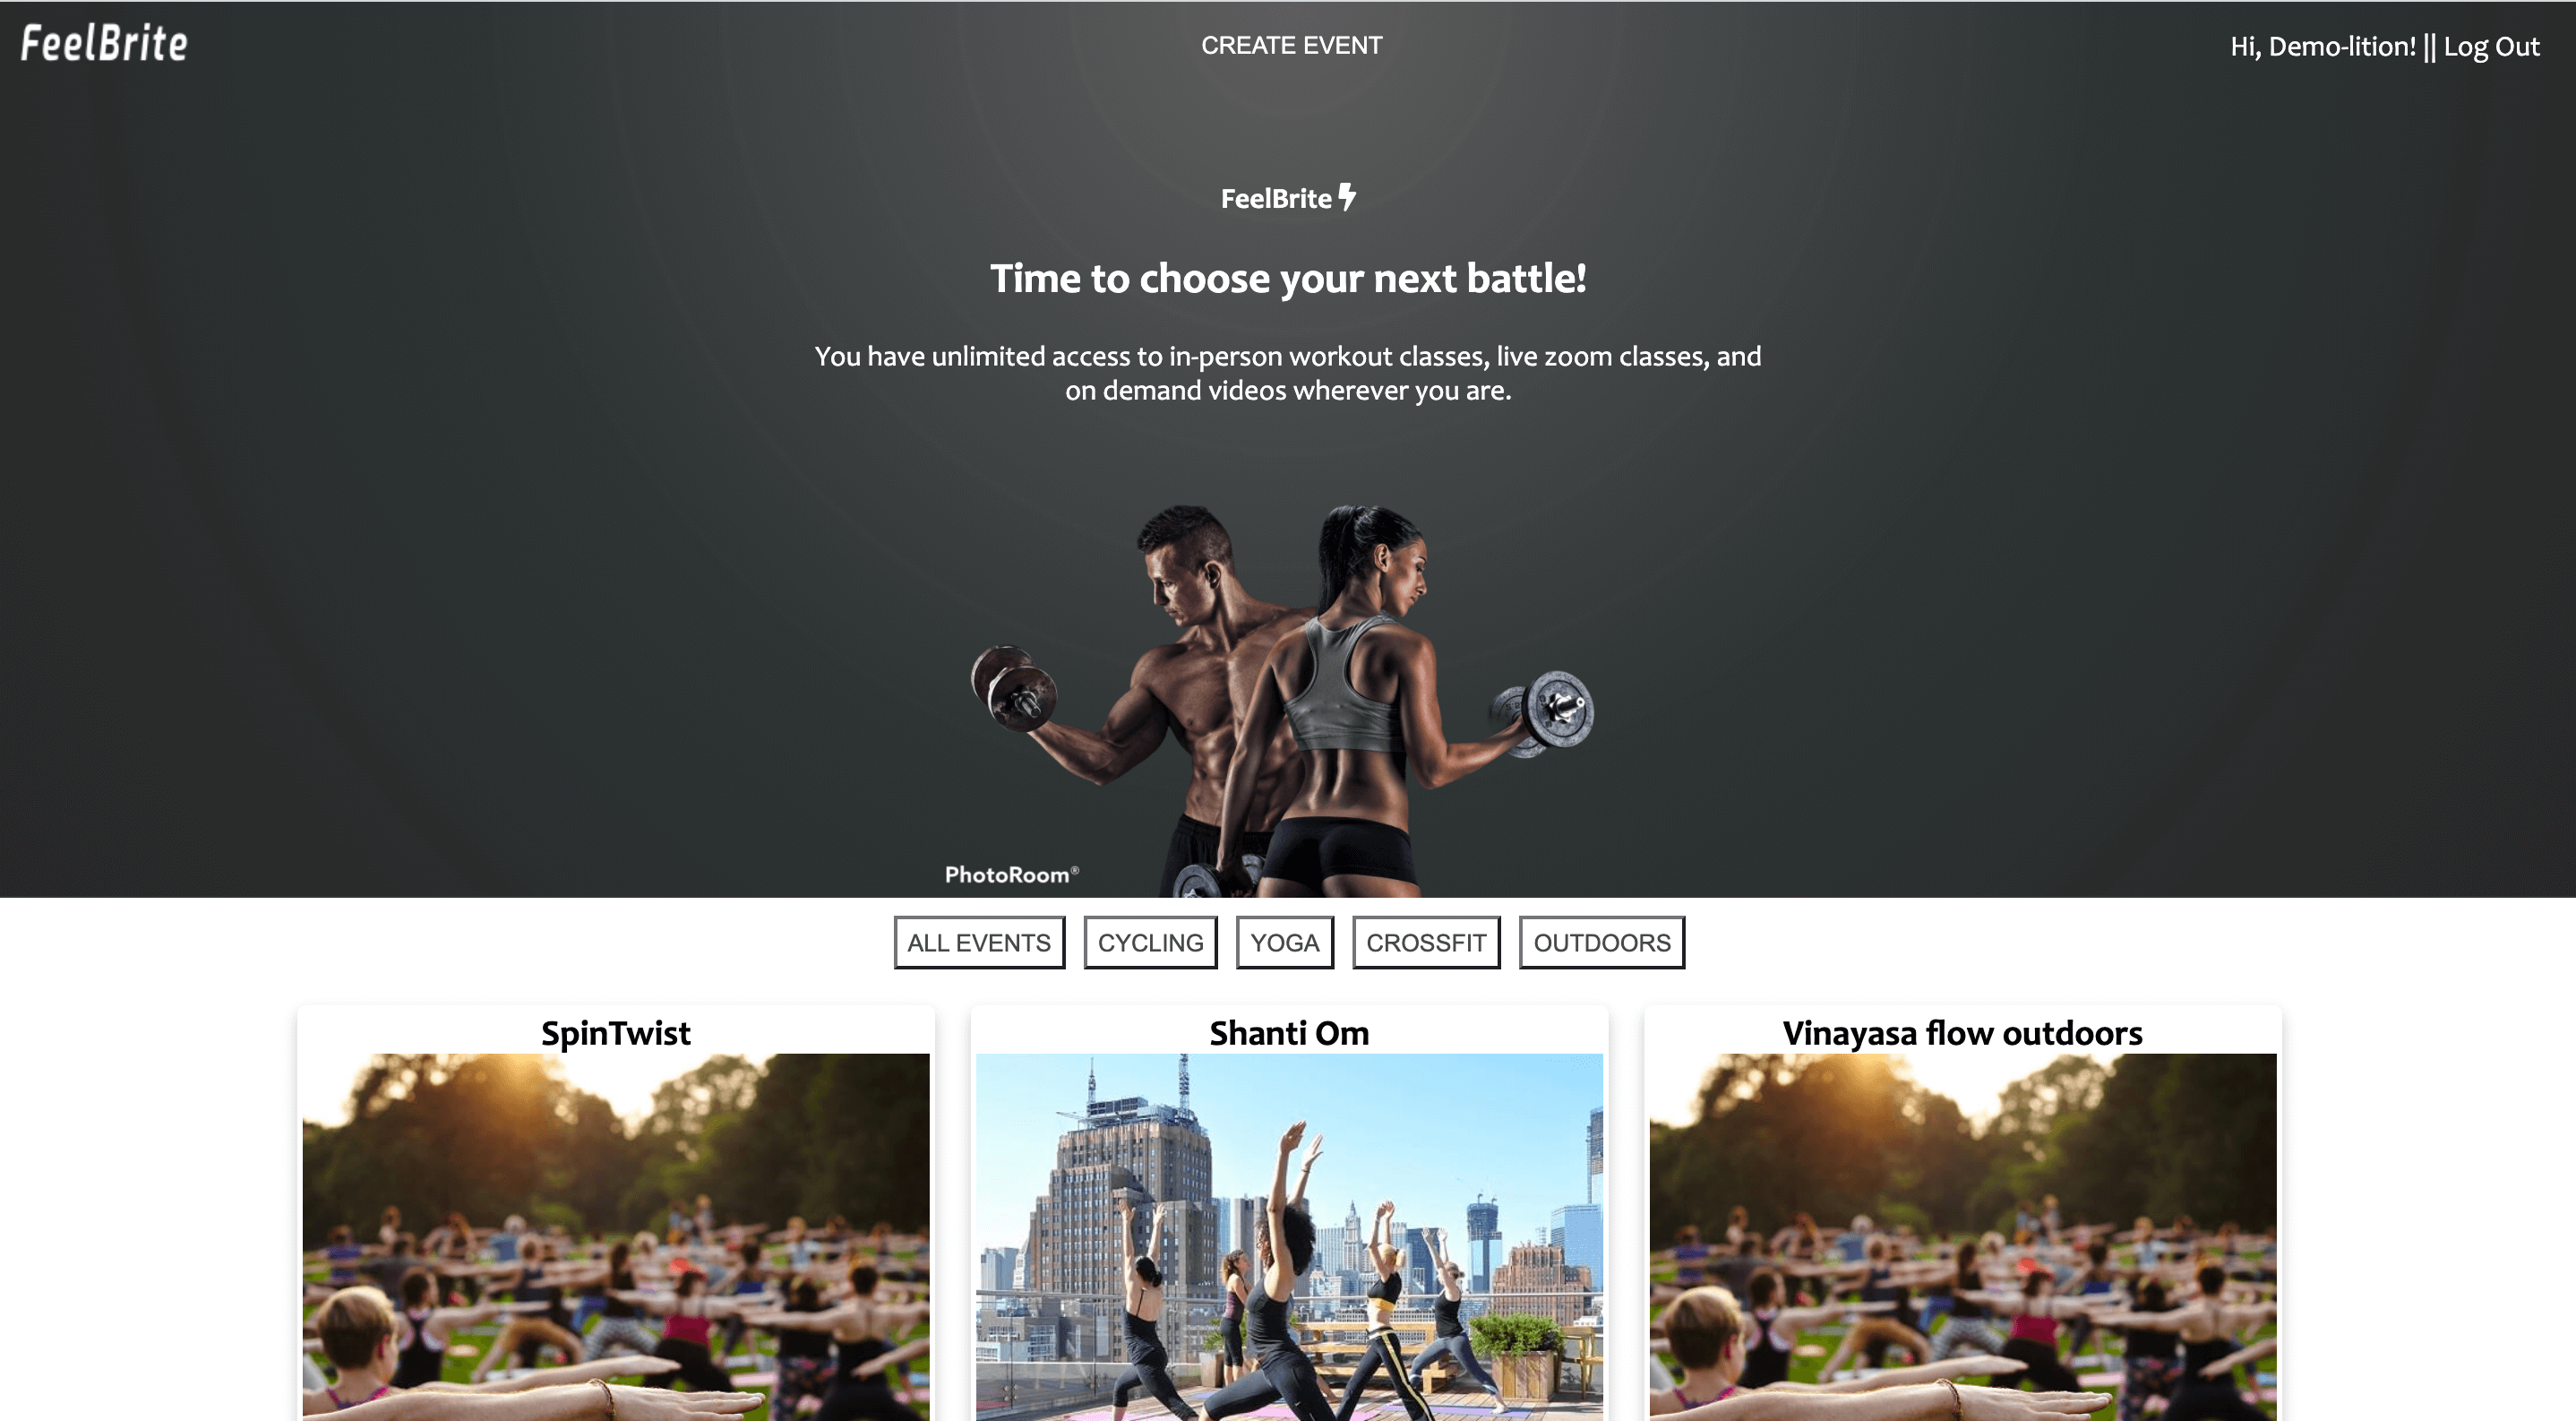 FeelBrite
CREATE EVENT
Hi, Demo-lition! || Log Out
FeelBrite
Time to choose your next battle!
You have unlimited access to in-person workout classes, live zoom classes, and
on demand videos wherever you are.
PhotoRoom®
ALL EVENTS
CYCLING
YOGA
CROSSFIT
OUTDOORS
SpinTwist
Shanti Om
Vinayasa flow outdoors